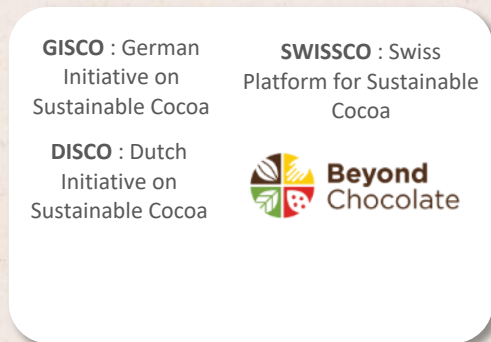 GISCO : German
Initiative on
Sustainable Cocoa
DISCO : Dutch
Initiative on
Sustainable Cocoa
SWISSCO : Swiss
Platform for Sustainable
Cocoa
Beyond
Chocolate